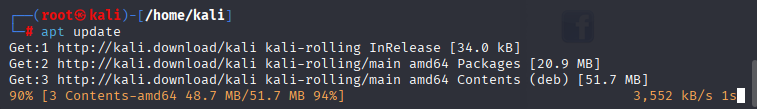 ┌──(root㉿kali)-[/home/kali]
└─# apt update
Get:1 http://kali.download/kali kali-rolling InRelease [34.0 kB]
Get:2 http://kali.download/kali kali-rolling/main amd64 Packages [20.9 MB]
Get:3 http://kali.download/kali kali-rolling/main amd64 Contents (deb) [51.7 MB]
90% [3 Contents-amd64 48.7 MB/51.7 MB 94%] 3,552 kB/s 1s